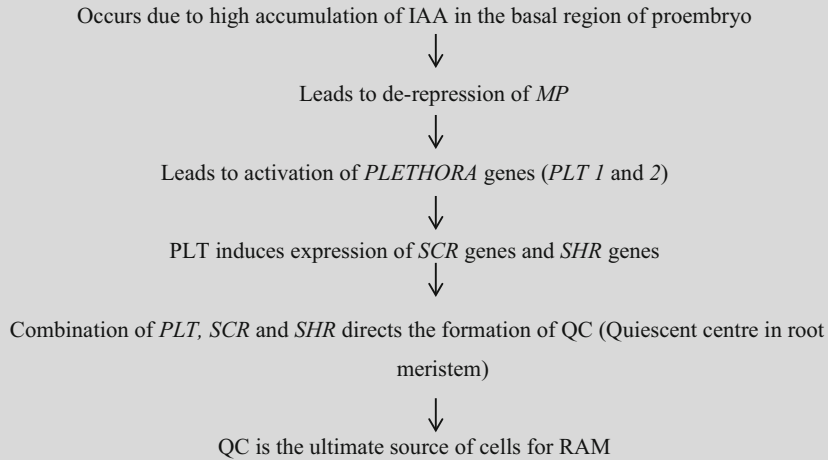 Occurs due to high accumulation of IAA in the basal region of proembryo
Leads to de-repression of MP
Leads to activation of PLETHORA genes (PLT 1 and 2)
PLT induces expression of SCR genes and SHR genes
Combination of PLT, SCR and SHR directs the formation of QC (Quiescent centre in root
meristem)
QC is the ultimate source of cells for RAM